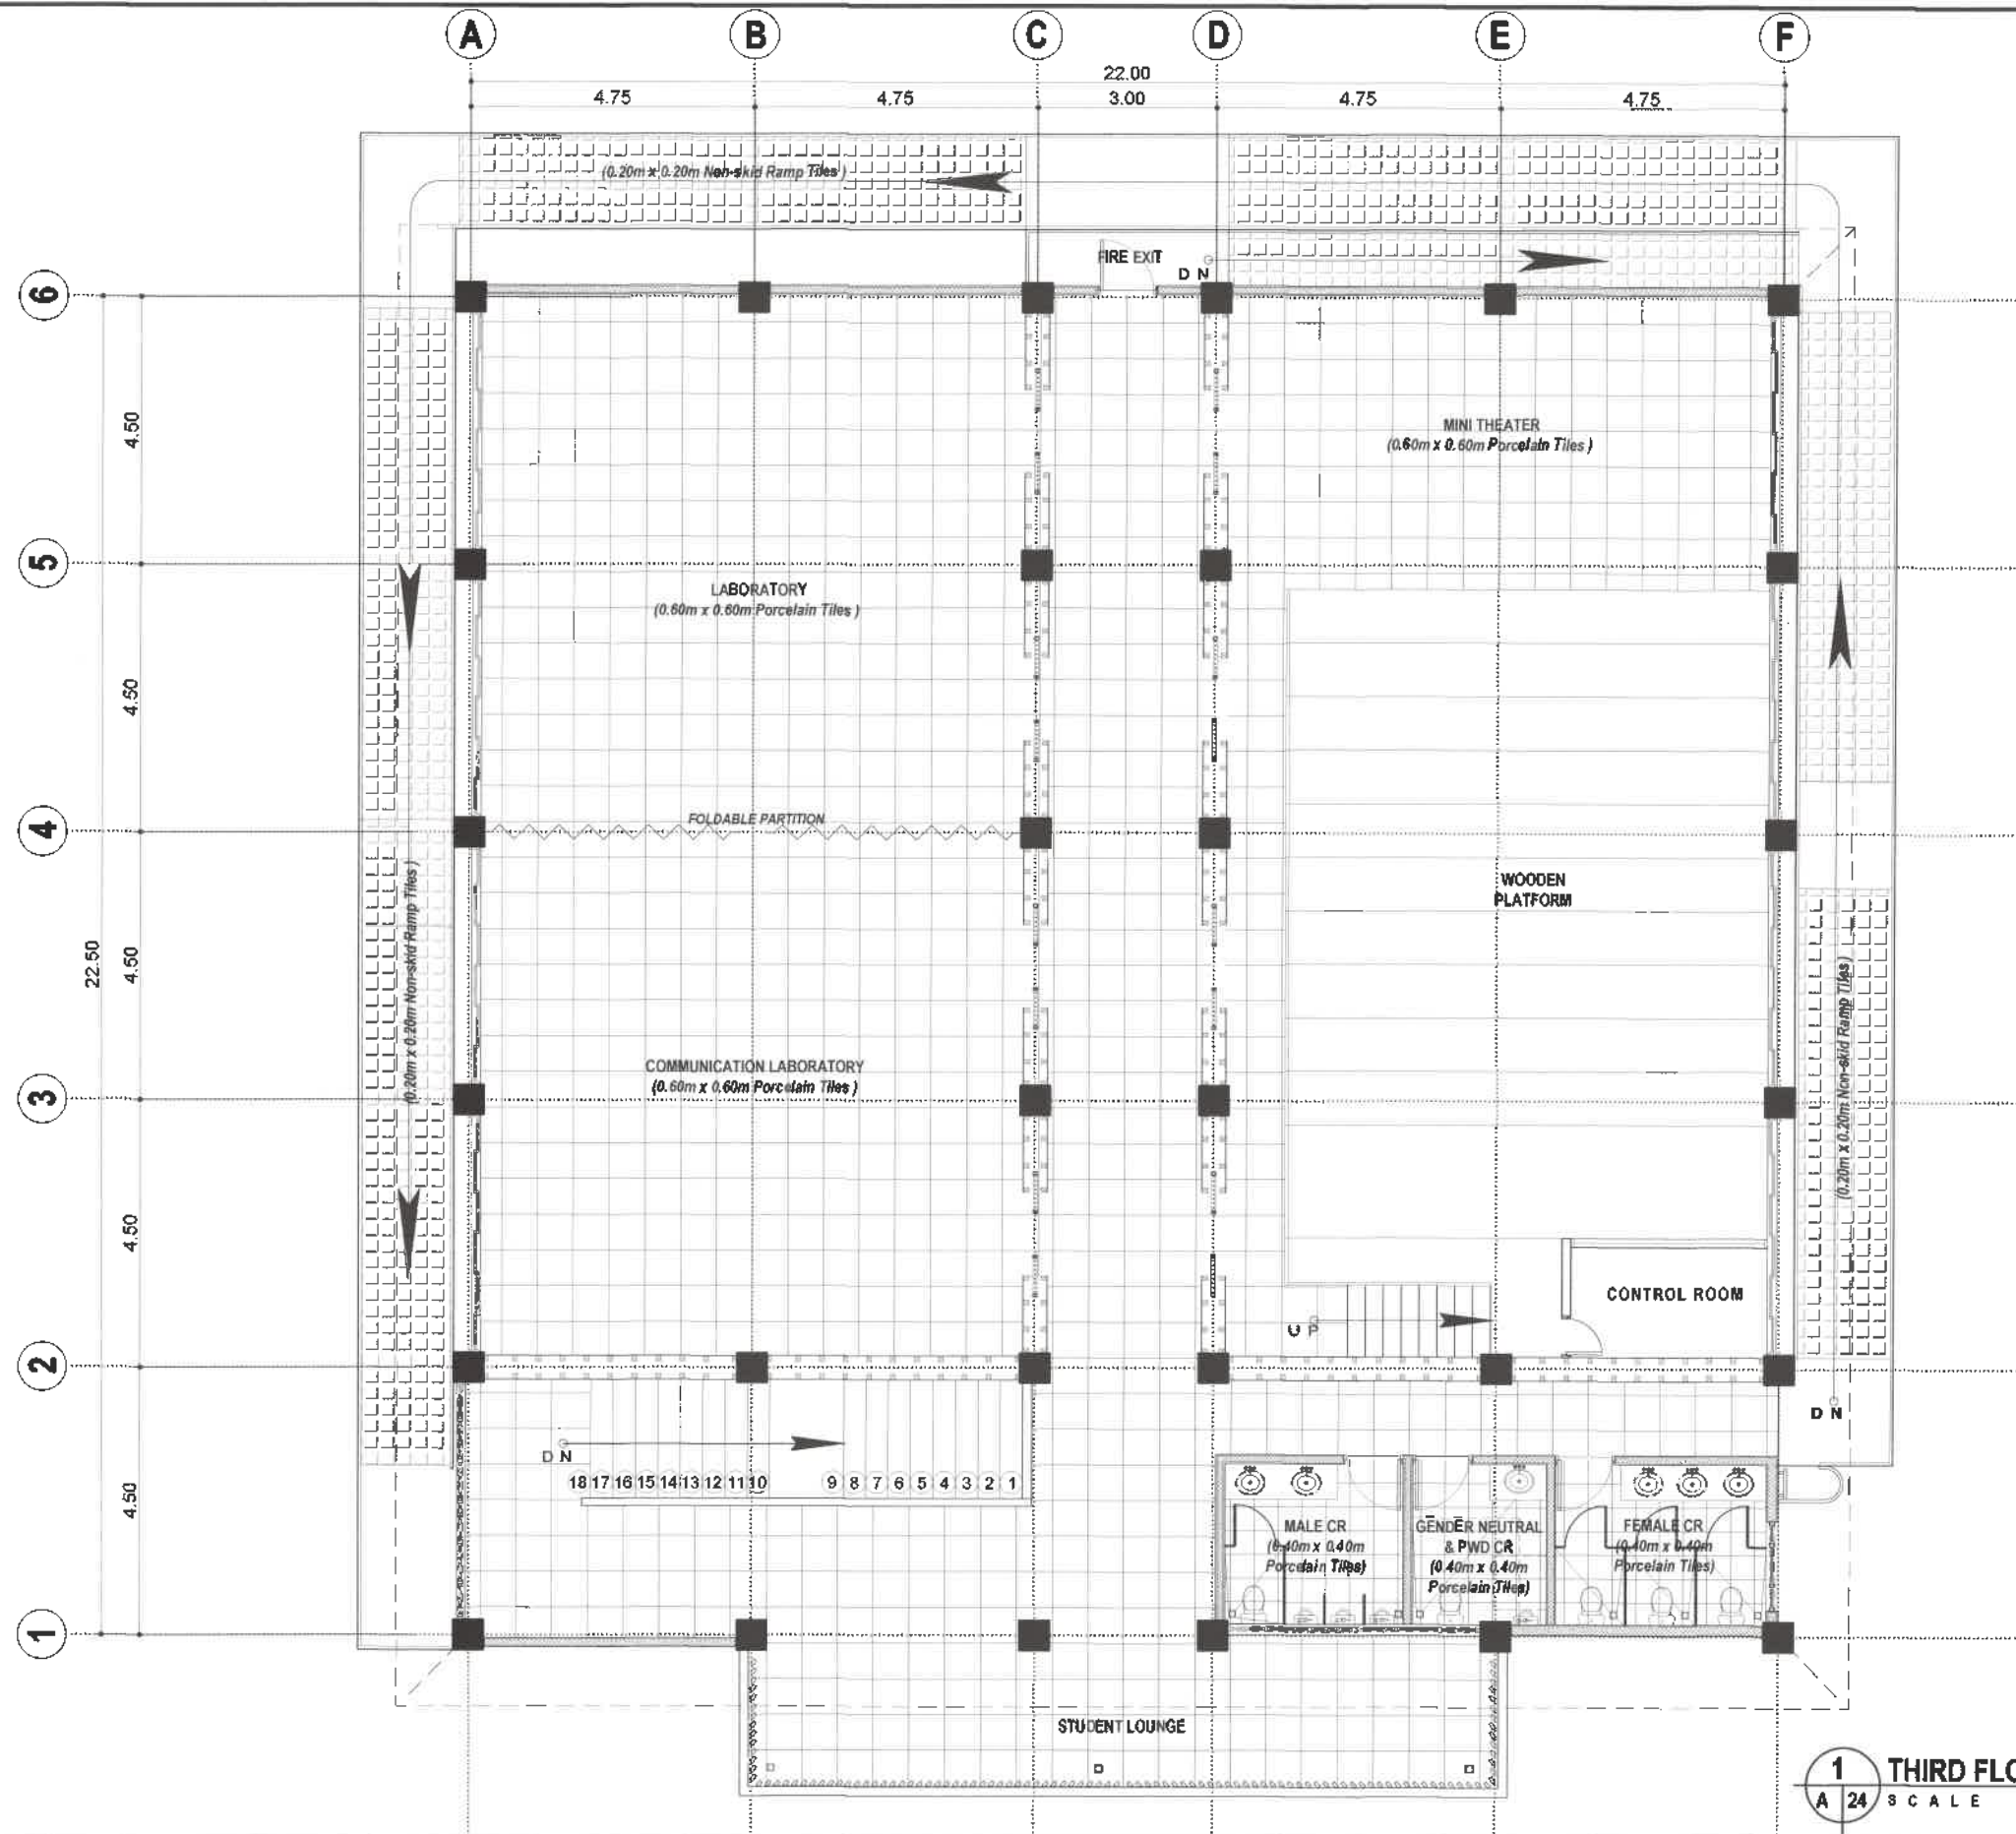 A B C D E F
22.00
4.75 4.75 3.00 4.75 4.75
(0.20m x 0.20m Non-skid Ramp Tiles )
FIRE EXIT
DN
6
4.50
MINI THEATER
(0.60m x 0.60m Porcelain Tiles )
5
LABORATORY
(0.60m x 0.60m Porcelain Tiles )
4.50
FOLDABLE PARTITION
4
WOODEN
PLATFORM
(0.20m x 0.20m Non-skid Ramp Tiles )
22.50
4.50
(0.20m x 0.20m Non-skid Ramp Tiles )
COMMUNICATION LABORATORY
(0.60m x 0.60m Porcelain Tiles )
3
4.50
CONTROL ROOM
UP
2
DN
DN
18 17 16 15 14 13 12 11 10 9 8 7 6 5 4 3 2 1
4.50
MALE CR
(0.40m x 0.40m
Porcelain Tiles)
GENDER NEUTRAL
& PWD CR
(0.40m x 0.40m
Porcelain Tiles)
FEMALE CR
(0.40m x 0.40m
Porcelain Tiles)
1
STUDENT LOUNGE
1 THIRD FLO
A 24 SCALE